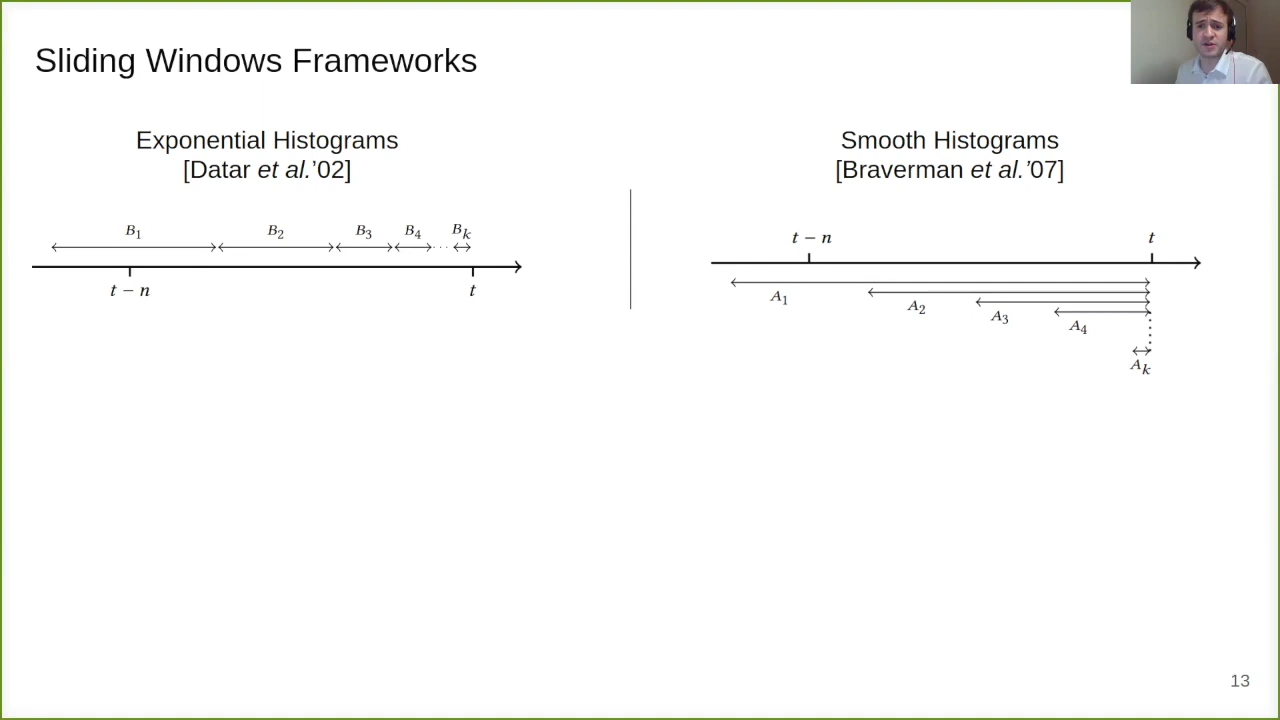 Sliding Windows Frameworks
Exponential Histograms
[Datar et al.’02]
B1 B2 B3 B4 ... Bk
t − n t
Smooth Histograms
[Braverman et al.’07]
t − n t
A1
A2
A3
A4
Ak
13